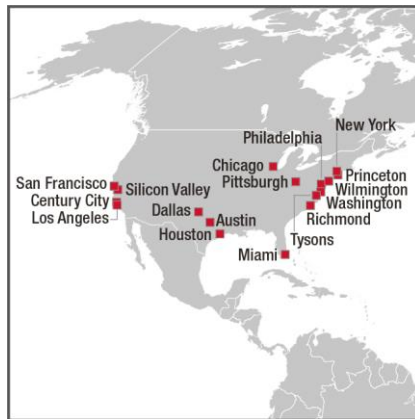 New York
Philadelphia
Chicago
Pittsburgh
Princeton
Wilmington
Washington
Richmond
San Francisco
Silicon Valley
Century City
Los Angeles
Dallas
Austin
Houston
Tysons
Miami